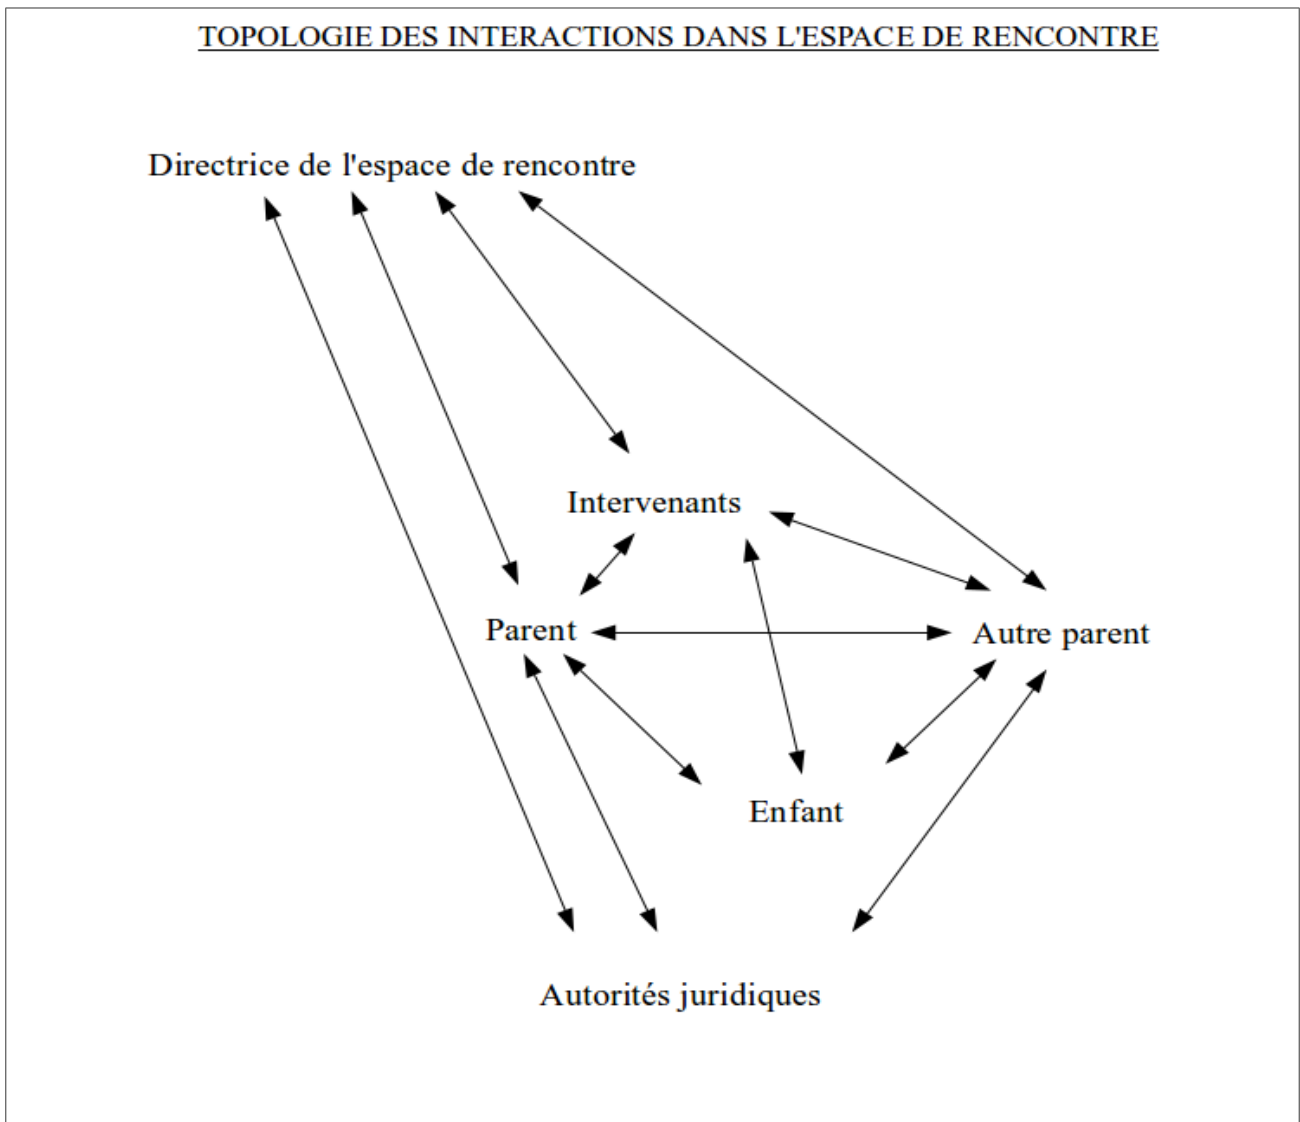 TOPOLOGIE DES INTERACTIONS DANS L'ESPACE DE RENCONTRE
Directrice de l'espace de rencontre
Intervenants
Parent
Autre parent
Enfant
Autorités juridiques